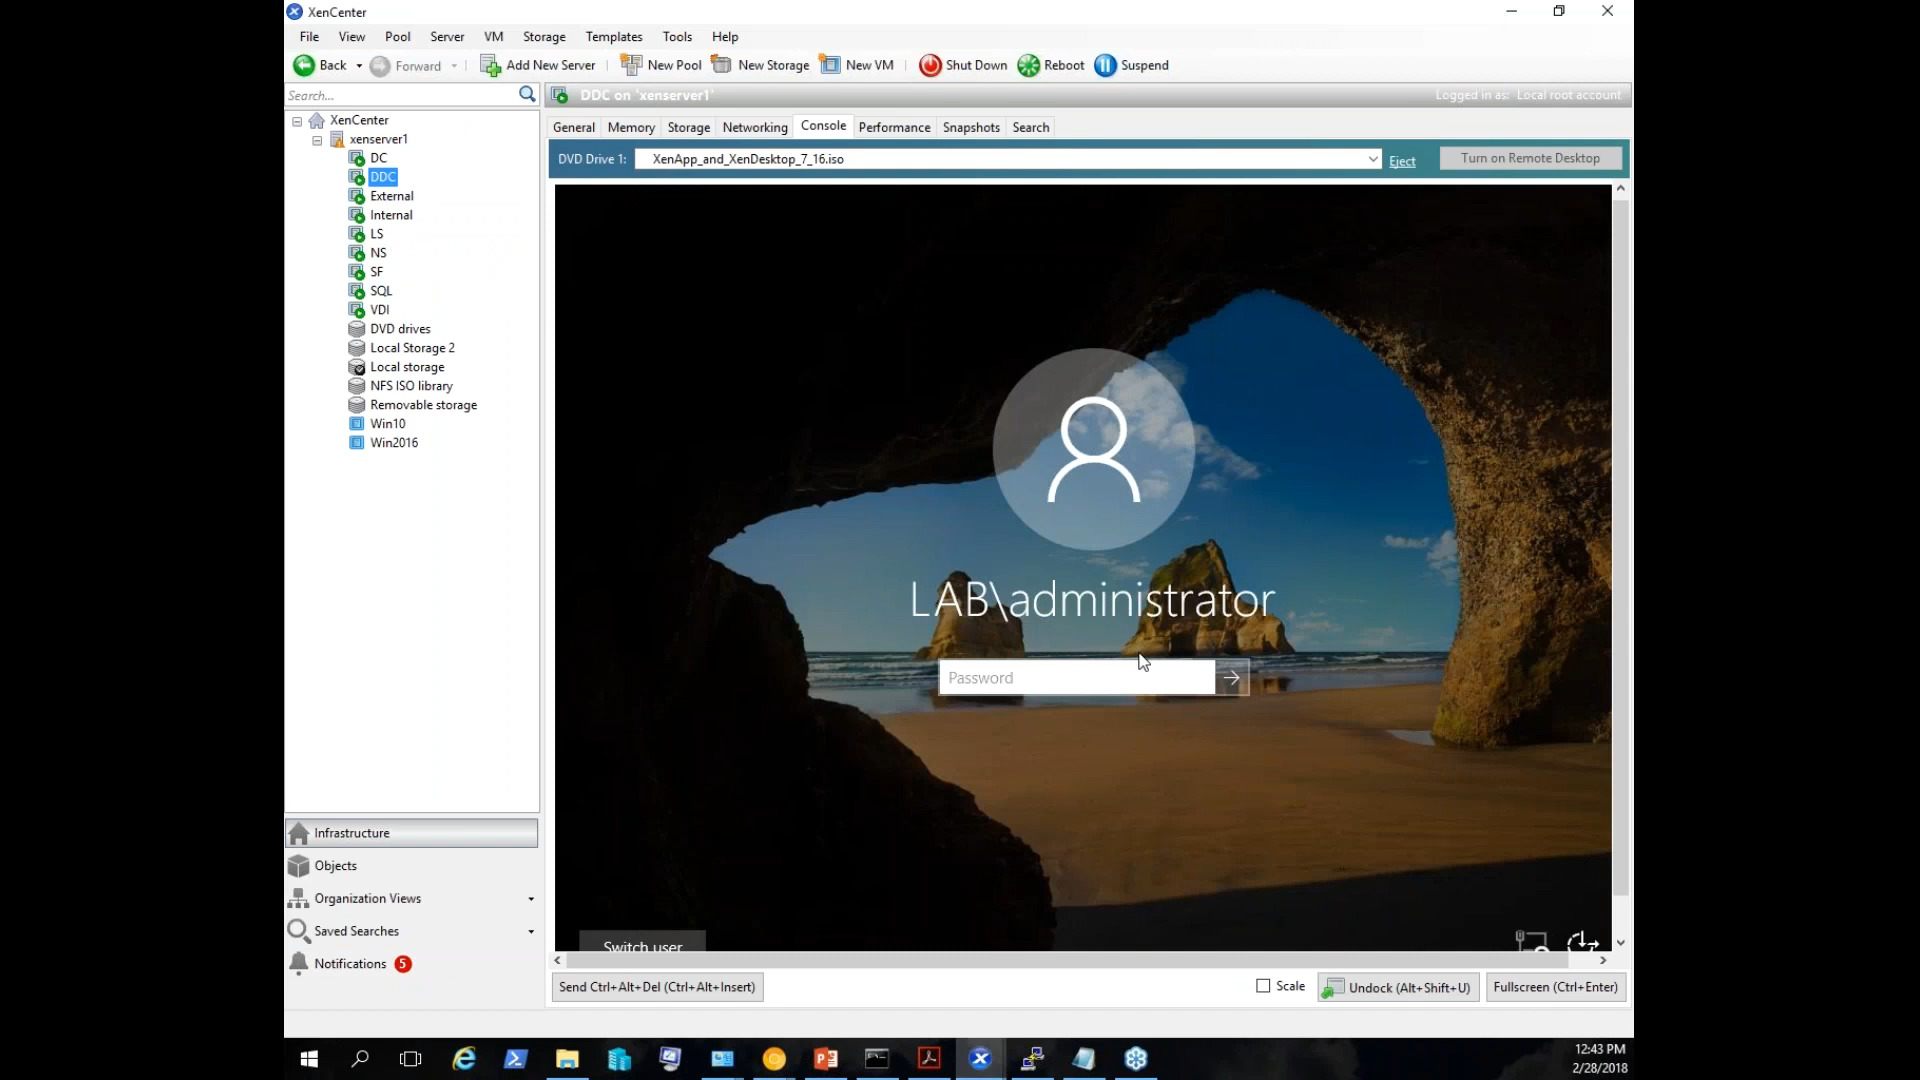 XenCenter
File View Pool Server VM Storage Templates Tools Help
Back Forward Add New Server New Pool New Storage New VM Shut Down Reboot Suspend
Search...
DDC on 'xenserver1' Logged in as: Local root account
XenCenter
xenserver1
DC
DDC
External
Internal
LS
NS
SF
SQL
VDI
DVD drives
Local Storage 2
Local storage
NFS ISO library
Removable storage
Win10
Win2016
General Memory Storage Networking Console Performance Snapshots Search
DVD Drive 1: XenApp_and_XenDesktop_7_16.iso Eject Turn on Remote Desktop
LAB\administrator
Password
Switch user
Infrastructure
Objects
Organization Views
Saved Searches
Notifications 5
Send Ctrl+Alt+Del (Ctrl+Alt+Insert) Scale Undock (Alt+Shift+U) Fullscreen (Ctrl+Enter)
12:43 PM
2/28/2018